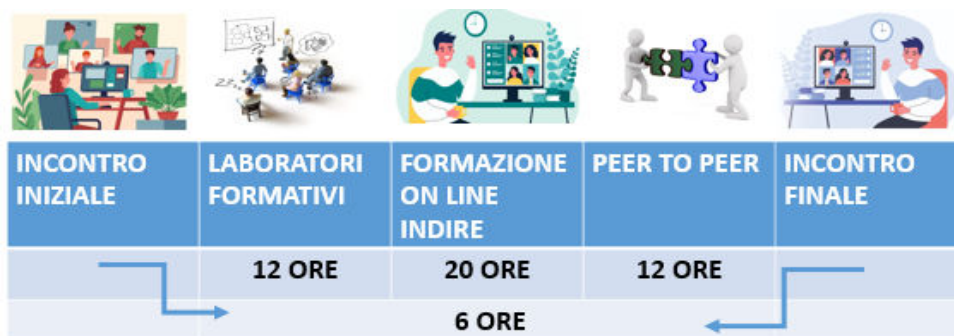 INCONTRO
INIZIALE
LABORATORI
FORMATIVI
FORMAZIONE
ON LINE
INDIRE
PEER TO PEER
INCONTRO
FINALE
12 ORE
20 ORE
12 ORE
6 ORE